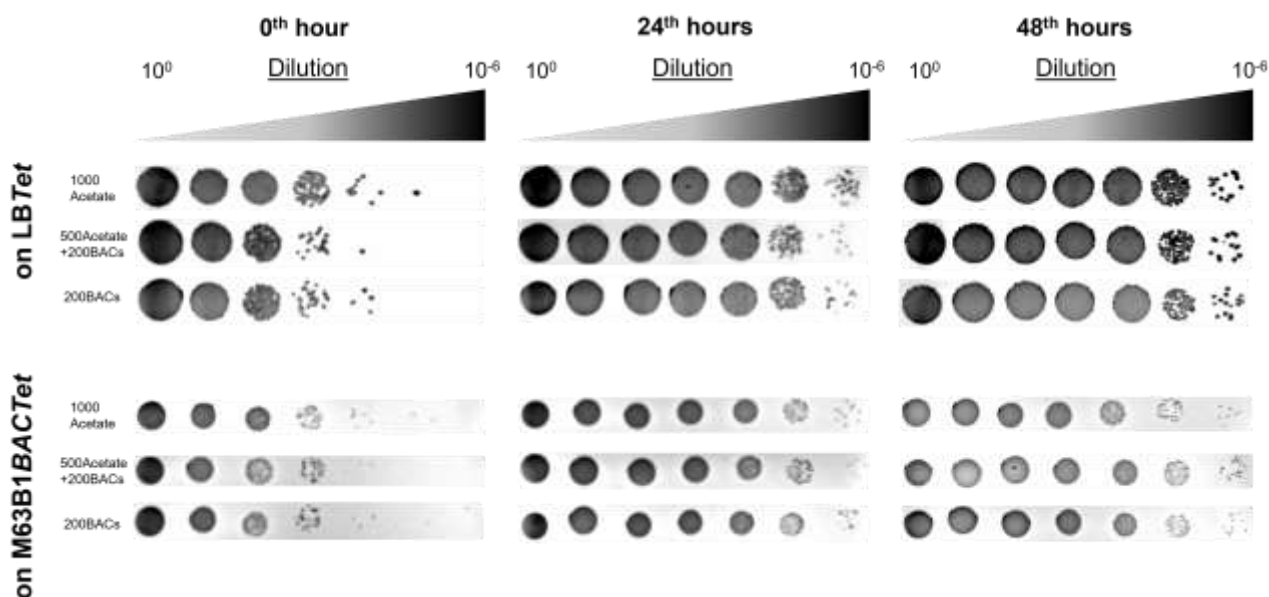 0th hour 24th hours 48th hours
10⁰ Dilution 10⁻⁶ 10⁰ Dilution 10⁻⁶ 10⁰ Dilution 10⁻⁶
on LBTet
1000
Acetate
500Acetate
+200BACs
200BACs
on M63B1BACTet
1000
Acetate
500Acetate
+200BACs
200BACs